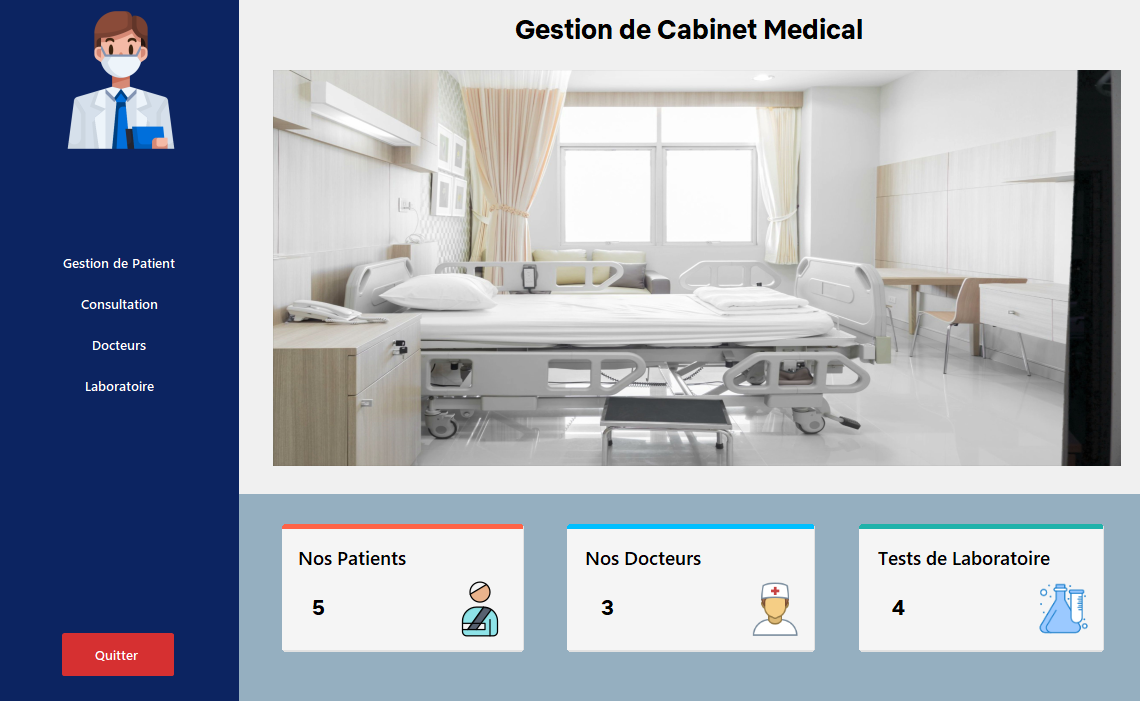 Gestion de Cabinet Medical
Gestion de Patient
Consultation
Docteurs
Laboratoire
Quitter
Nos Patients
5
Nos Docteurs
3
Tests de Laboratoire
4